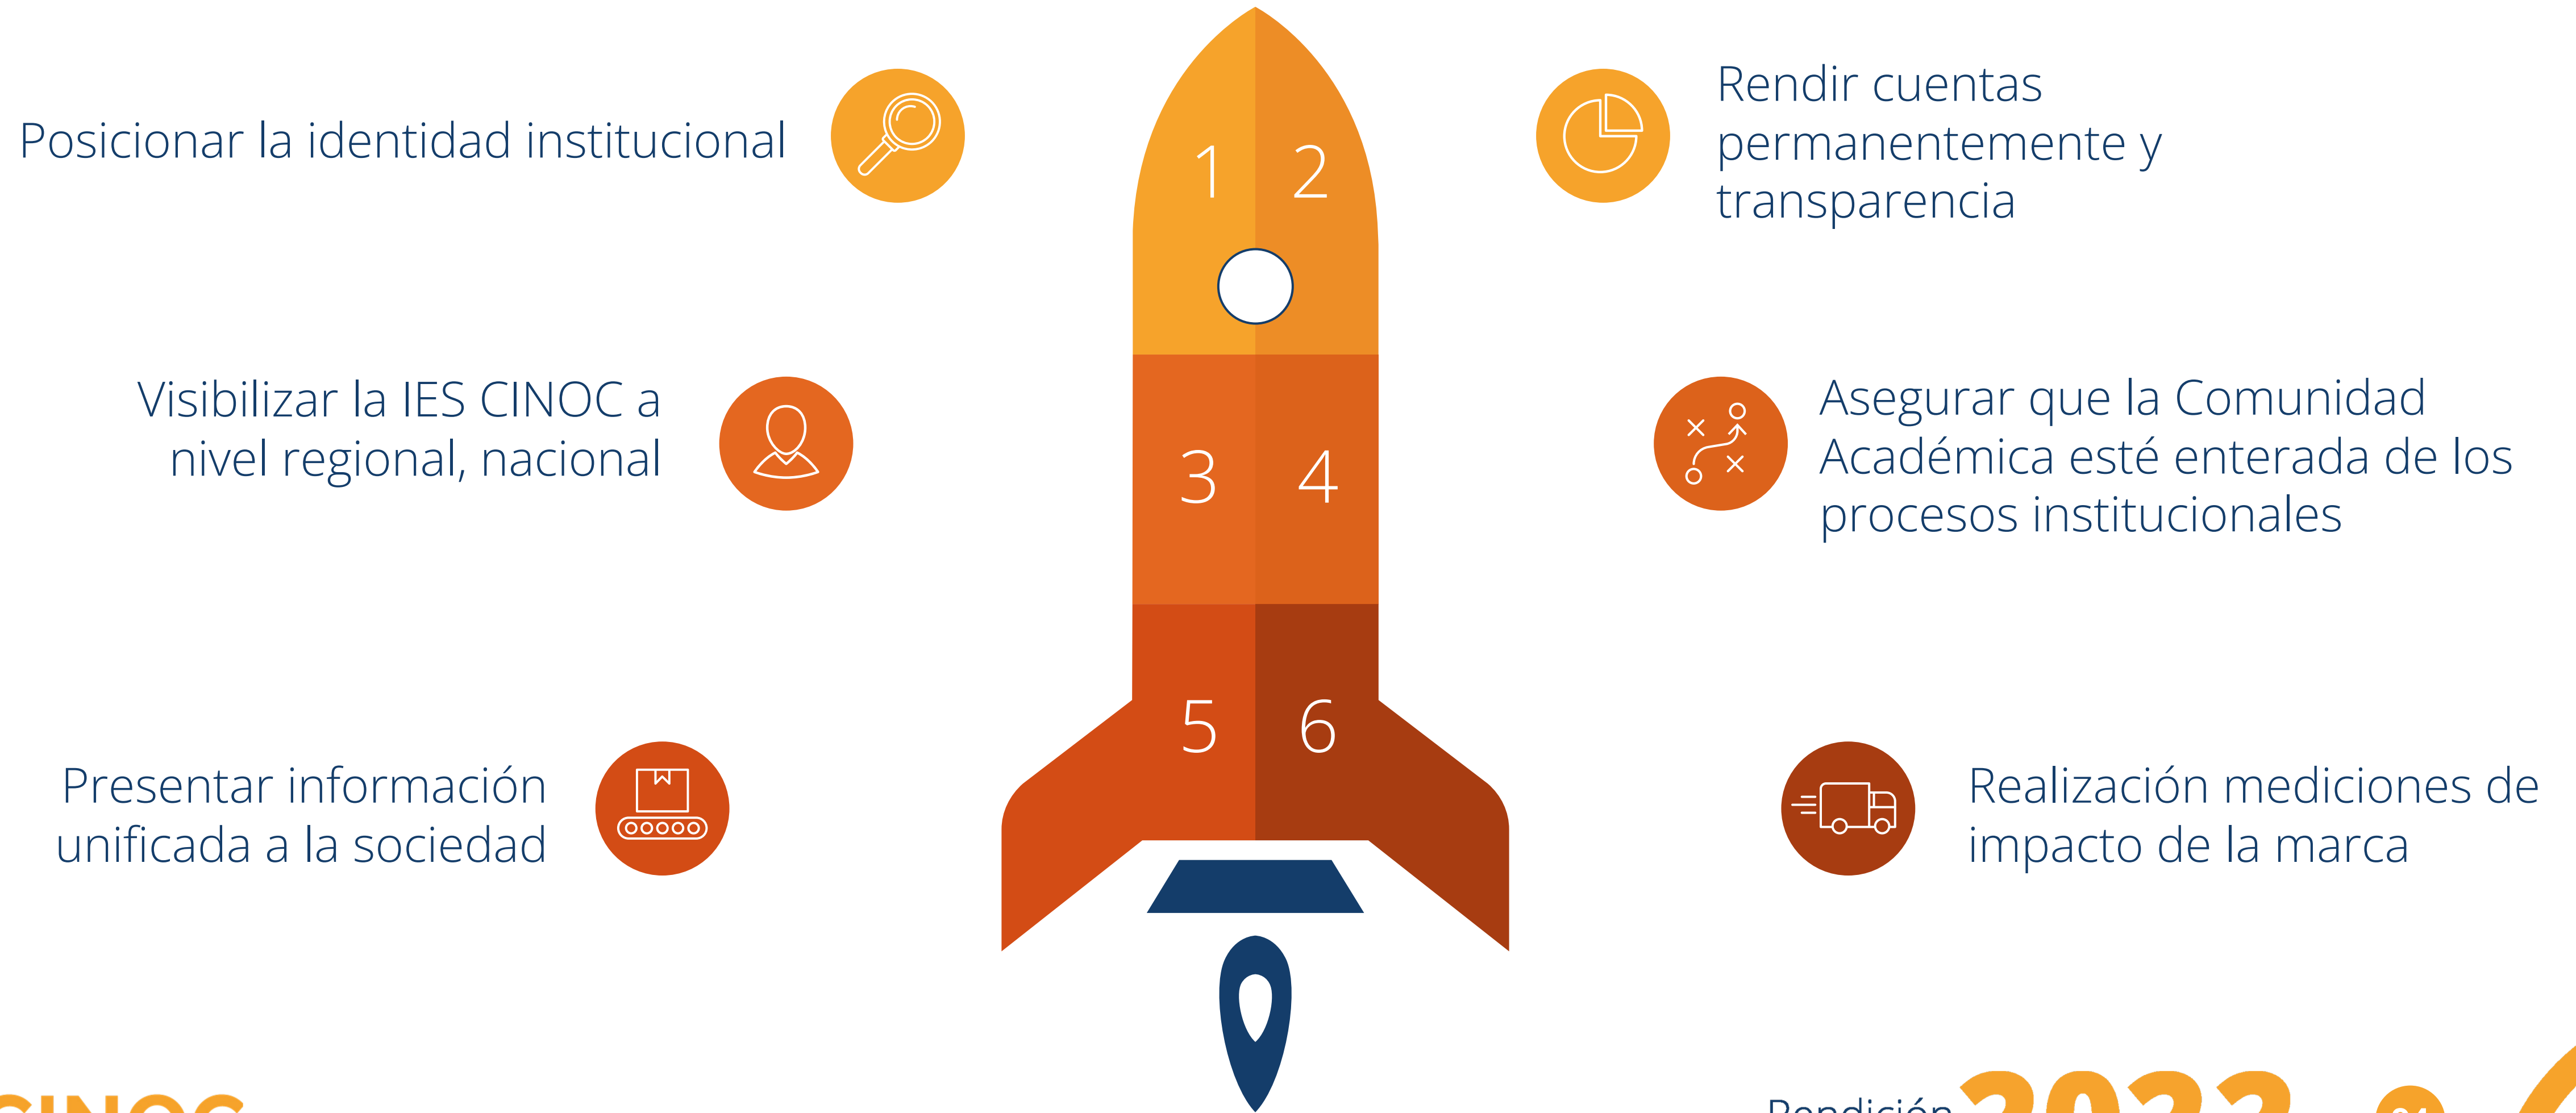 Posicionar la identidad institucional
1 2
Rendir cuentas
permanentemente y
transparencia
Visibilizar la IES CINOC a
nivel regional, nacional
3 4
Asegurar que la Comunidad
Académica esté enterada de los
procesos institucionales
Presentar información
unificada a la sociedad
5 6
Realización mediciones de
impacto de la marca
CINOC
Rendición